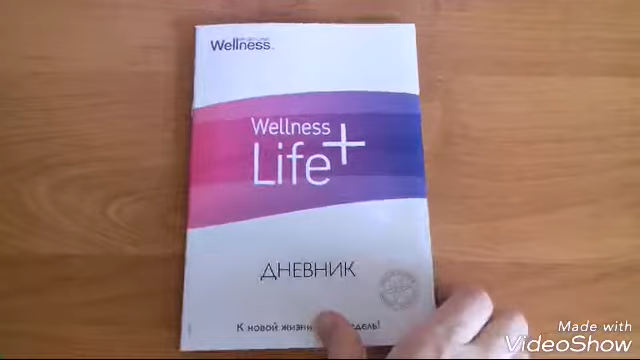 Wellness
Wellness
Life+
ДНЕВНИК
К новой жизни
Made with
VideoShow